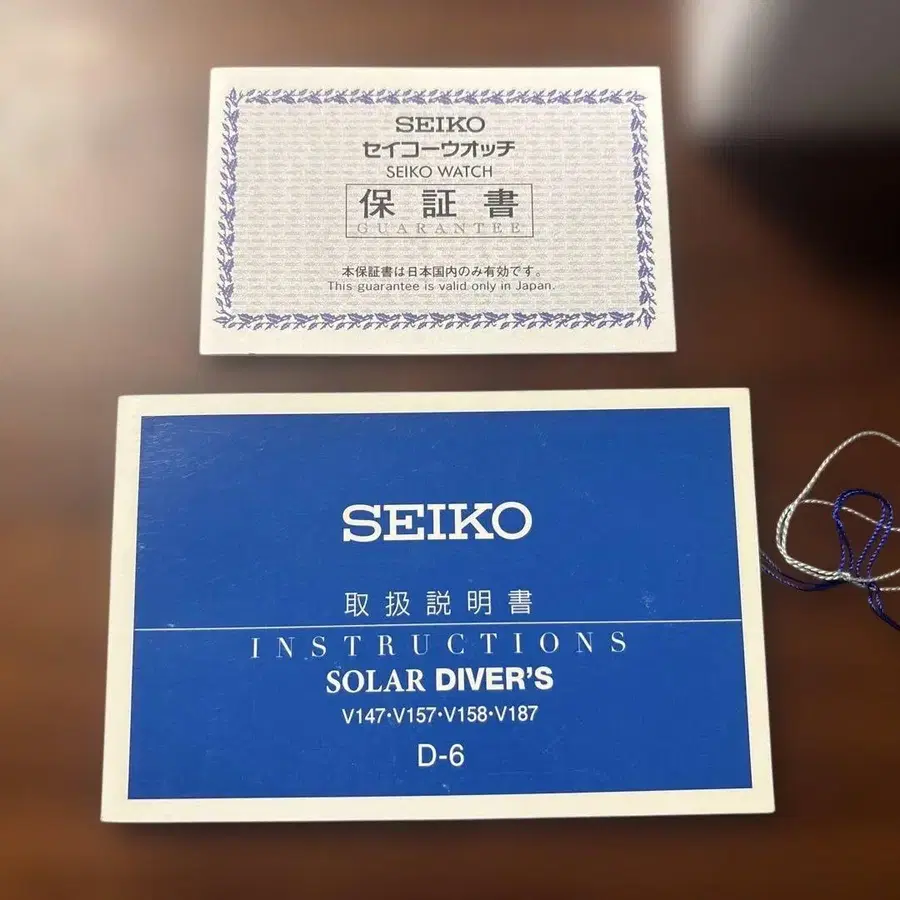 SEIKO
セイコーウオッチ
SEIKO WATCH
保証書
GUARANTEE
本保証書は日本国内のみ有効です。
This guarantee is valid only in Japan.
SEIKO
取扱説明書
INSTRUCTIONS
SOLAR DIVER'S
V147・V157・V158・V187
D-6